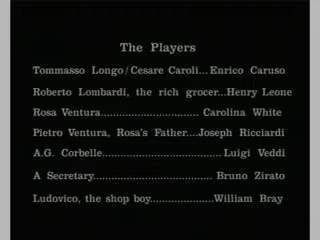 The Players
Tommasso Longo/Cesare Caroli... Enrico Caruso
Roberto Lombardi, the rich grocer...Henry Leone
Rosa Ventura................................. Carolina White
Pietro Ventura, Rosa's Father....Joseph Ricciardi
A.G. Corbelle....................................... Luigi Veddi
A Secretary........................................ Bruno Zirato
Ludovico, the shop boy.....................William Bray